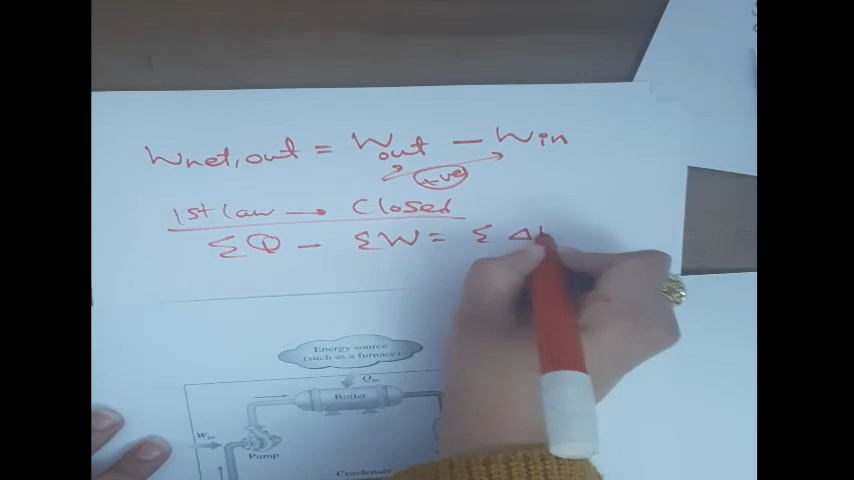 Wnet,out = Wout - Win
+ve
1st law → Closed
ΣQ - ΣW = Σ Δ
Energy source
(such as a furnace)
Qin
Boiler
Win
Pump
Condenser